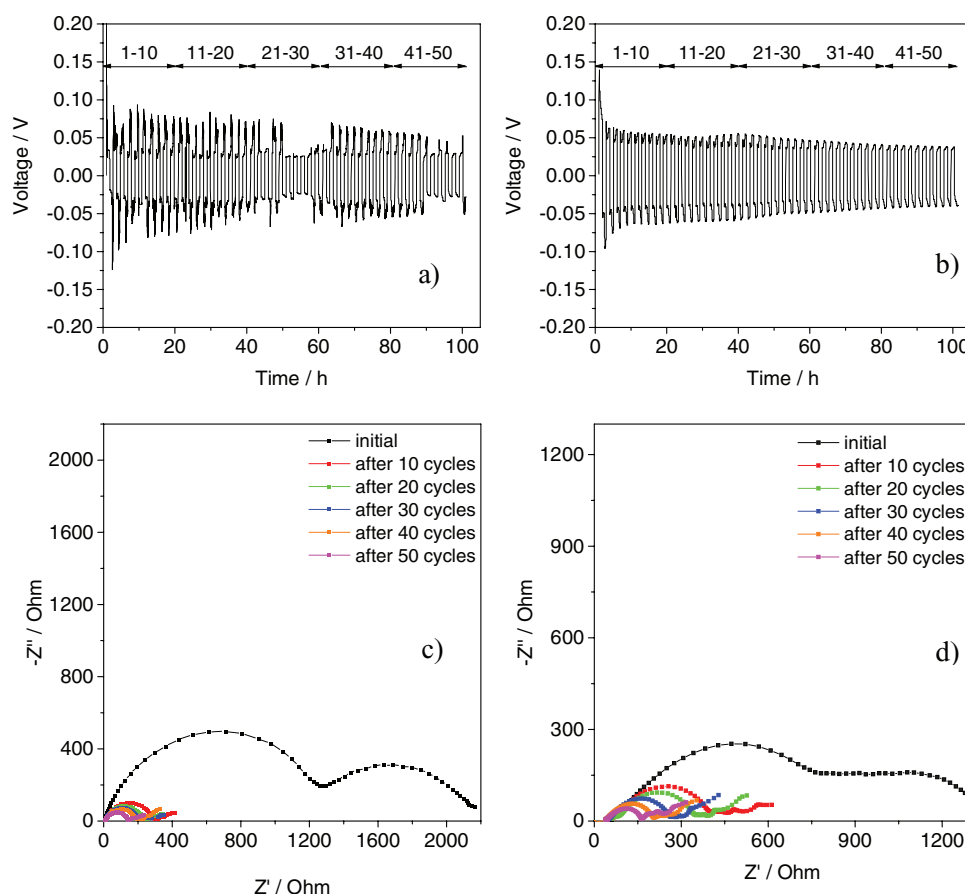 0.20
0.15
0.10
0.05
0.00
-0.05
-0.10
-0.15
-0.20
Voltage / V
1-10 11-20 21-30 31-40 41-50
a)
0 20 40 60 80 100
Time / h
0.20
0.15
0.10
0.05
0.00
-0.05
-0.10
-0.15
-0.20
Voltage / V
1-10 11-20 21-30 31-40 41-50
b)
0 20 40 60 80 100
Time / h
2000
1600
1200
800
400
0
-Z'' / Ohm
initial
after 10 cycles
after 20 cycles
after 30 cycles
after 40 cycles
after 50 cycles
c)
0 400 800 1200 1600 2000
Z' / Ohm
1200
900
600
300
0
-Z'' / Ohm
initial
after 10 cycles
after 20 cycles
after 30 cycles
after 40 cycles
after 50 cycles
d)
0 300 600 900 1200
Z' / Ohm